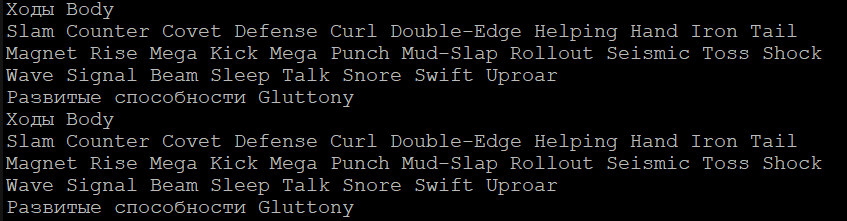 Ходы Body
Slam Counter Covet Defense Curl Double-Edge Helping Hand Iron Tail
Magnet Rise Mega Kick Mega Punch Mud-Slap Rollout Seismic Toss Shock
Wave Signal Beam Sleep Talk Snore Swift Uproar
Развитые способности Gluttony
Ходы Body
Slam Counter Covet Defense Curl Double-Edge Helping Hand Iron Tail
Magnet Rise Mega Kick Mega Punch Mud-Slap Rollout Seismic Toss Shock
Wave Signal Beam Sleep Talk Snore Swift Uproar
Развитые способности Gluttony